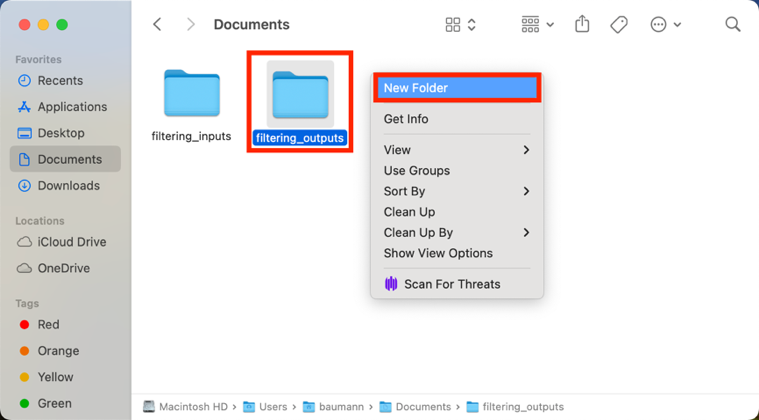 Documents
Favorites
Recents
Applications
Desktop
Documents
Downloads
Locations
iCloud Drive
OneDrive
Tags
Red
Orange
Yellow
Green
filtering_inputs
filtering_outputs
New Folder
Get Info
View
Use Groups
Sort By
Clean Up
Clean Up By
Show View Options
Scan For Threats
Macintosh HD › Users › baumann › Documents › filtering_outputs